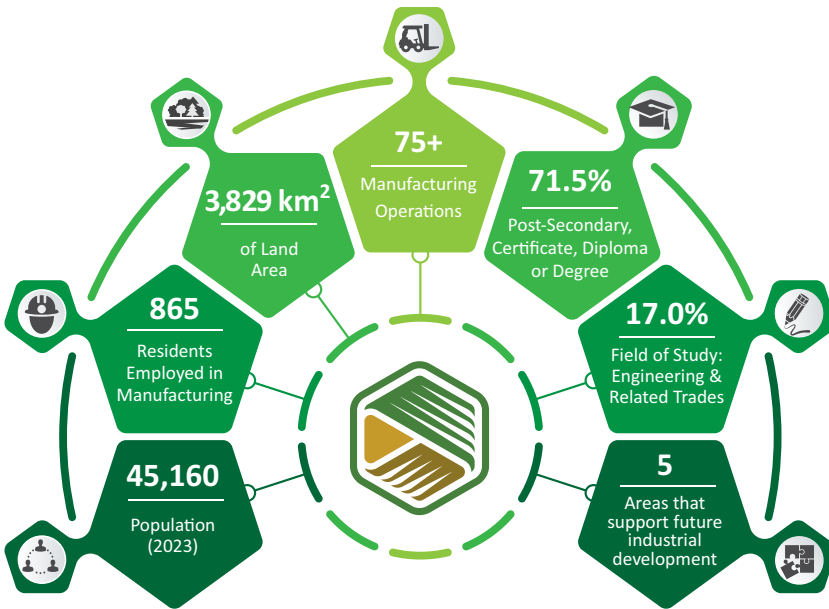 75+
Manufacturing
Operations
3,829 km²
of Land
Area
71.5%
Post-Secondary,
Certificate, Diploma
or Degree
865
Residents
Employed in
Manufacturing
17.0%
Field of Study:
Engineering &
Related Trades
45,160
Population
(2023)
5
Areas that
support future
industrial
development